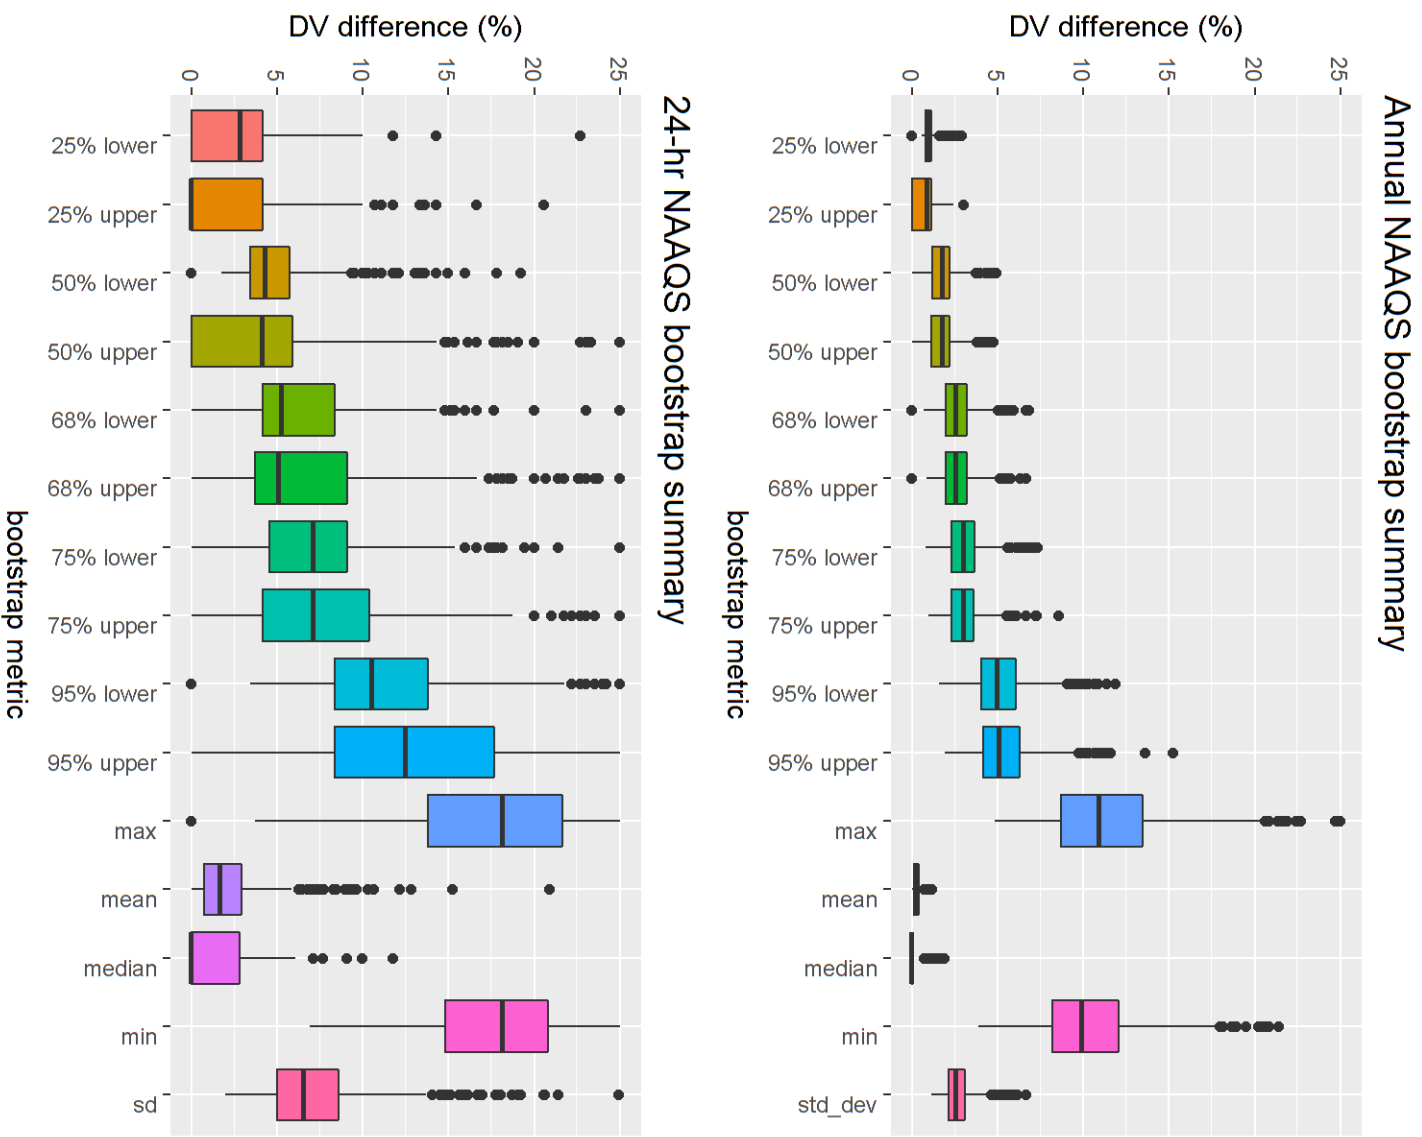 Annual NAAQS bootstrap summary
DV difference (%)
0
5
10
15
20
25
25% lower
25% upper
50% lower
50% upper
68% lower
68% upper
75% lower
75% upper
95% lower
95% upper
max
mean
median
min
std_dev
bootstrap metric
24-hr NAAQS bootstrap summary
DV difference (%)
0
5
10
15
20
25
25% lower
25% upper
50% lower
50% upper
68% lower
68% upper
75% lower
75% upper
95% lower
95% upper
max
mean
median
min
sd
bootstrap metric